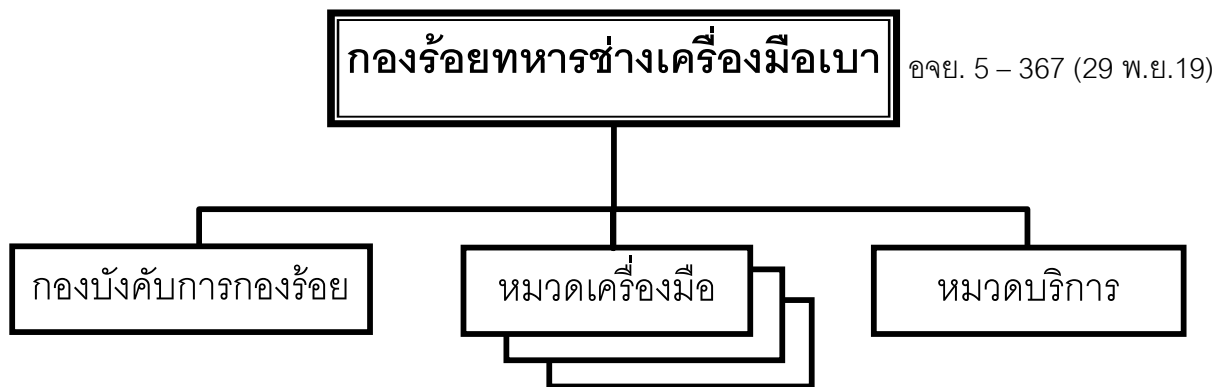 กองร้อยทหารช่างเครื่องมือเบา
อจย. 5 – 367 (29 พ.ย.19)
กองบังคับการกองร้อย
หมวดเครื่องมือ
หมวดบริการ